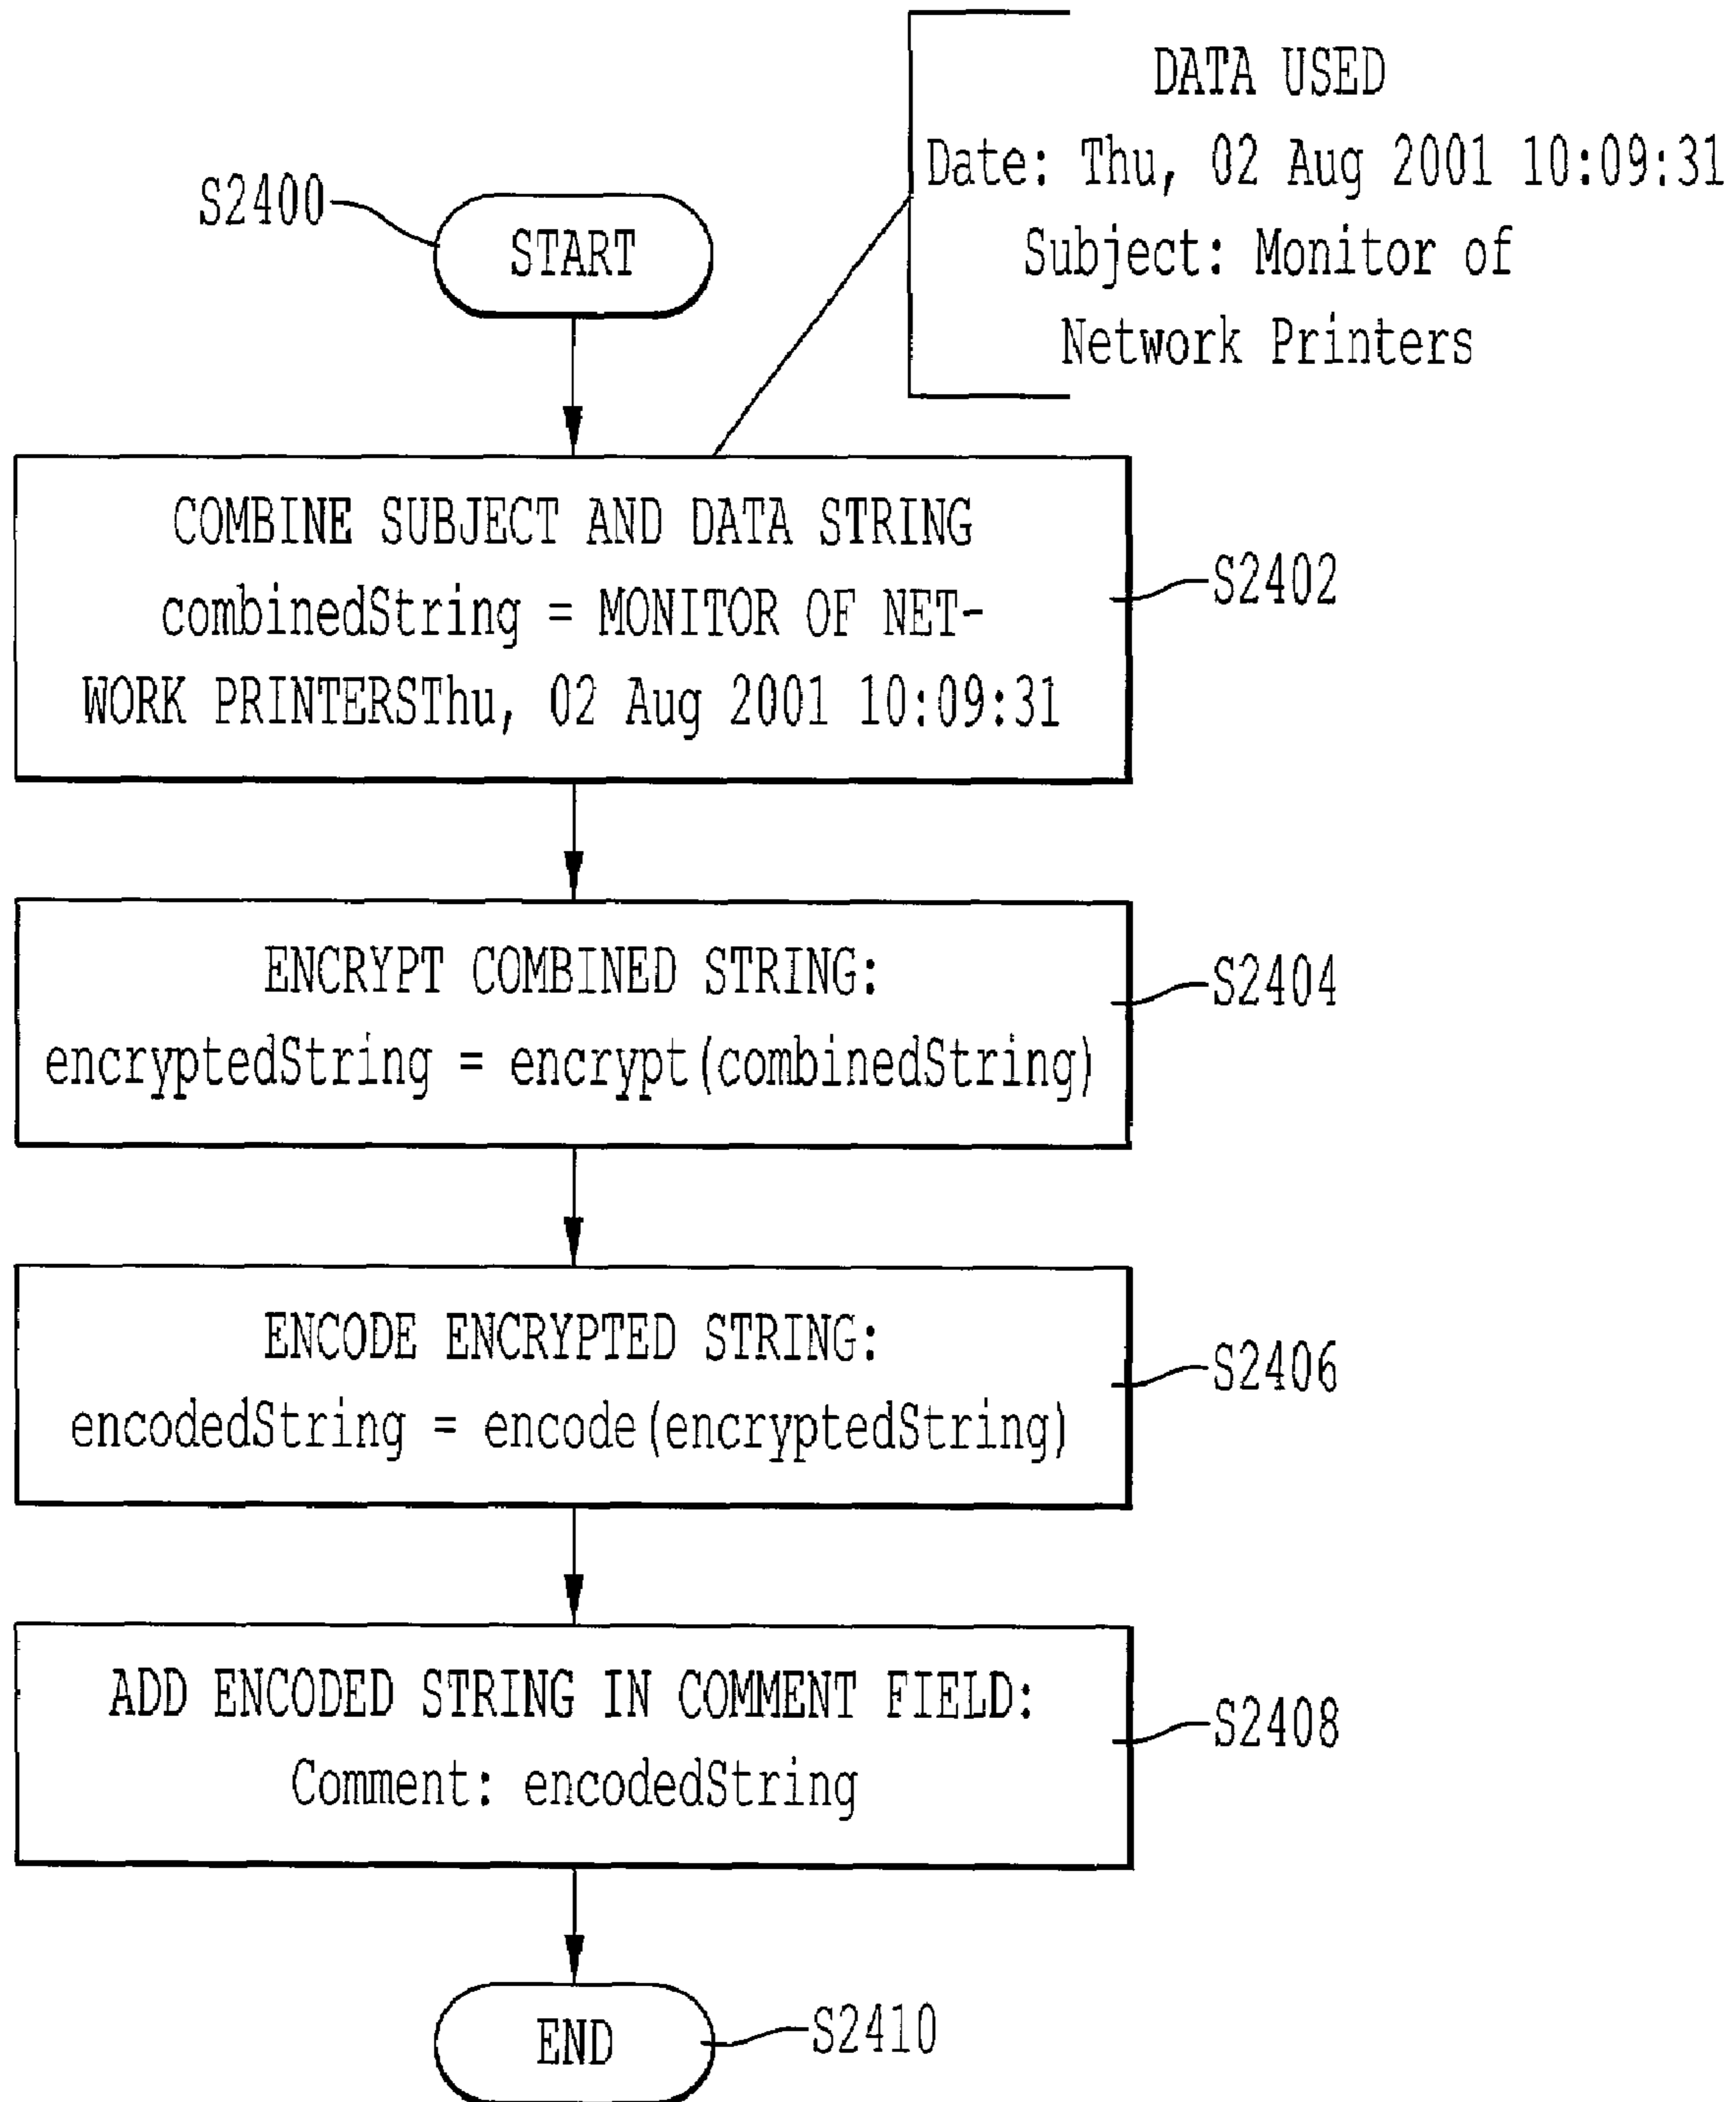 DATA USED
Date: Thu, 02 Aug 2001 10:09:31
Subject: Monitor of
Network Printers
S2400
START
COMBINE SUBJECT AND DATA STRING
combinedString = MONITOR OF NET-
WORK PRINTERSThu, 02 Aug 2001 10:09:31
S2402
ENCRYPT COMBINED STRING:
encryptedString = encrypt(combinedString)
S2404
ENCODE ENCRYPTED STRING:
encodedString = encode(encryptedString)
S2406
ADD ENCODED STRING IN COMMENT FIELD:
Comment: encodedString
S2408
END
S2410